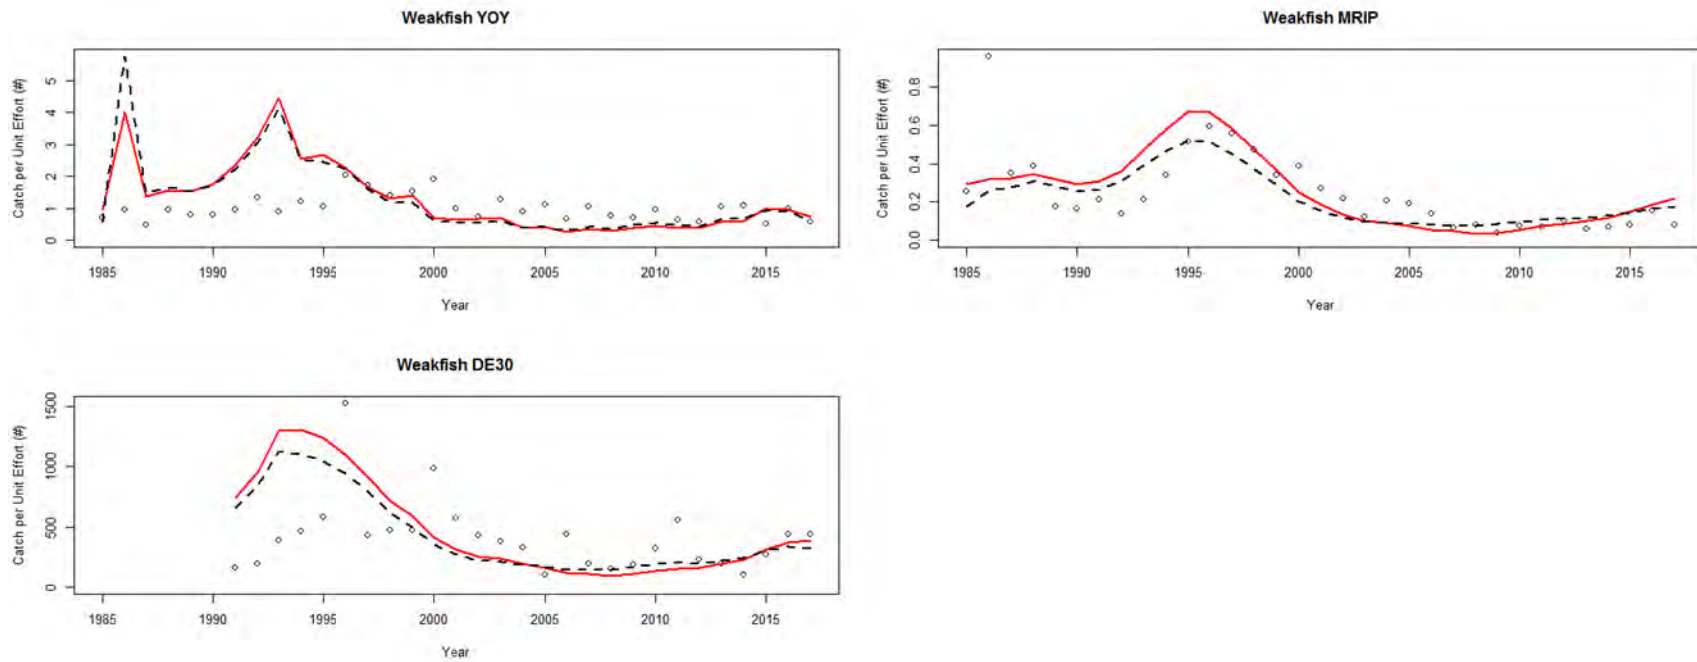 Weakfish YOY
Catch per Unit Effort (#)
0 1 2 3 4 5
1985 1990 1995 2000 2005 2010 2015
Year
Weakfish MRIP
Catch per Unit Effort (#)
0.0 0.2 0.4 0.6 0.8
1985 1990 1995 2000 2005 2010 2015
Year
Weakfish DE30
Catch per Unit Effort (#)
0 500 1000 1500
1985 1990 1995 2000 2005 2010 2015
Year